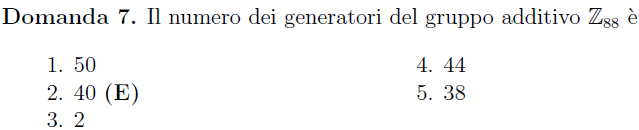 Domanda 7. Il numero dei generatori del gruppo additivo ℤ₈₈ è
1. 50
2. 40 (E)
3. 2
4. 44
5. 38